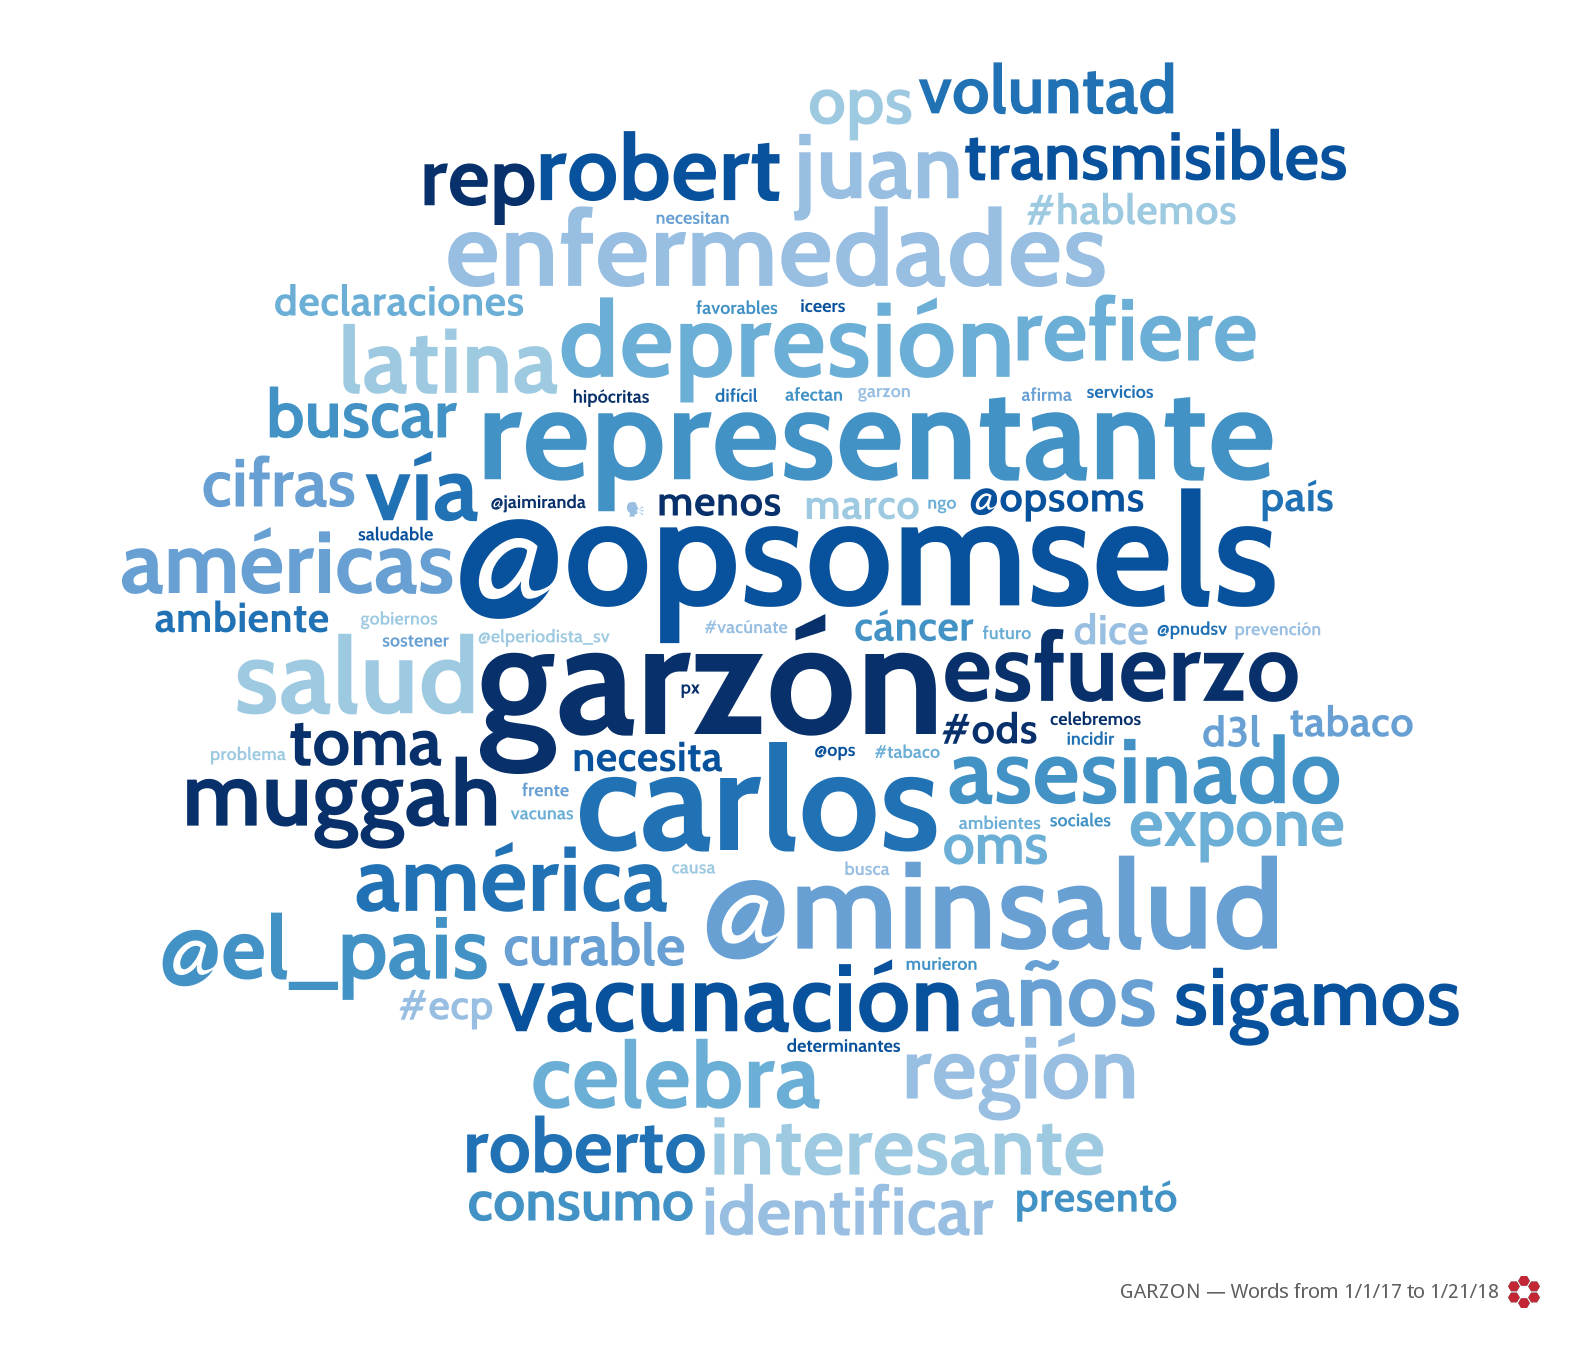 ops voluntad
rep robert juan transmisibles
necesitan #hablemos
enfermedades
declaraciones favorables iceers
latina depresión refiere
buscar hipócritas difícil afectan garzon afirma servicios
representante
cifras vía @jaimiranda menos marco ngo @opsoms país
saludable
américas @opsomsels
ambiente gobiernos #vacúnate cáncer futuro dice @pnudsv prevención
sostener @elperiodista_sv
salud garzón esfuerzo
px
toma #ods celebremos d3l tabaco
incidir
problema necesita @ops #tabaco
muggah frente carlos asesinado
vacunas ambientes sociales expone
oms
américa causa busca
@minsalud
@el_pais curable
murieron
#ecp vacunación años sigamos
determinantes
celebra región
roberto interesante
consumo identificar presentó
GARZON — Words from 1/1/17 to 1/21/18